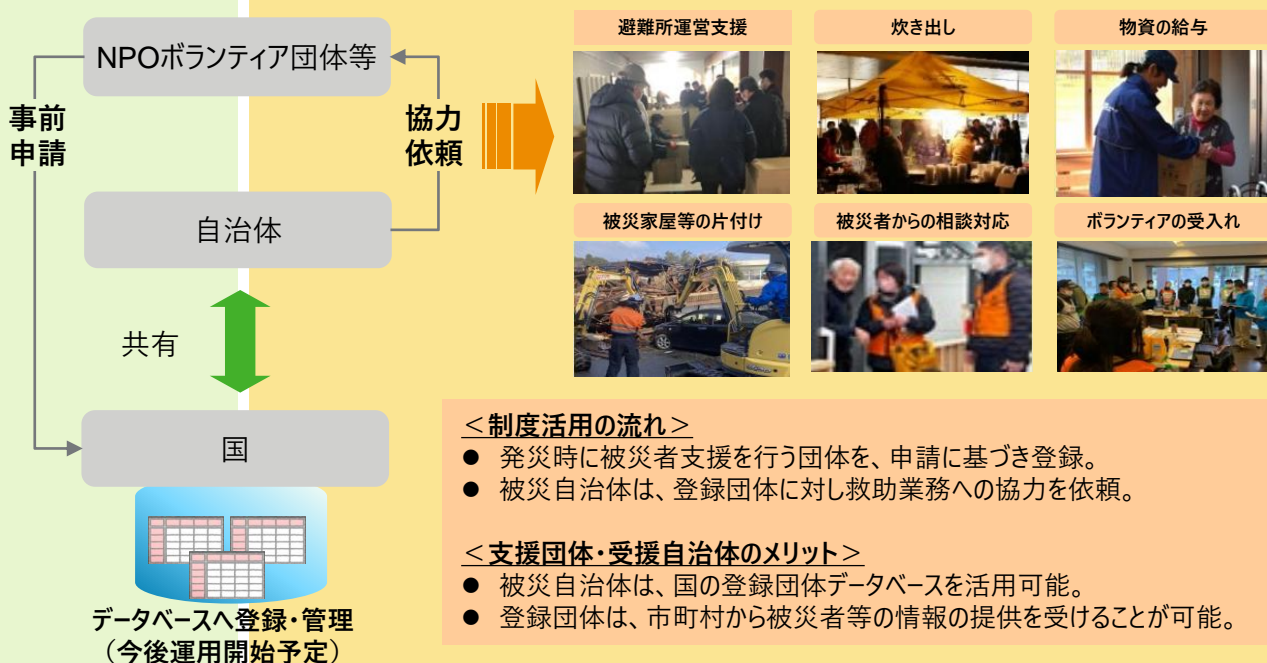 NPOボランティア団体等
事前
申請
協力
依頼
自治体
共有
国
データベースへ登録・管理
（今後運用開始予定）
避難所運営支援
炊き出し
物資の給与
被災家屋等の片付け
被災者からの相談対応
ボランティアの受入れ
＜制度活用の流れ＞
● 発災時に被災者支援を行う団体を、申請に基づき登録。
● 被災自治体は、登録団体に対し救助業務への協力を依頼。
＜支援団体・受援自治体のメリット＞
● 被災自治体は、国の登録団体データベースを活用可能。
● 登録団体は、市町村から被災者等の情報の提供を受けることが可能。